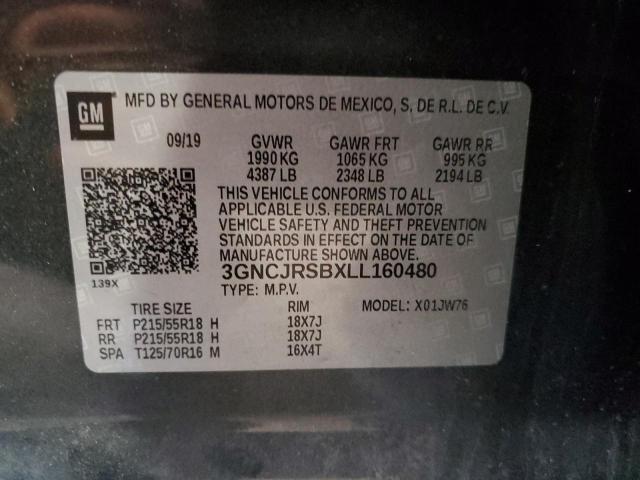 GM
MFD BY GENERAL MOTORS DE MEXICO, S. DE R.L. DE C.V.
09/19 GVWR GAWR FRT GAWR RR
1990 KG 1065 KG 995 KG
4387 LB 2348 LB 2194 LB
THIS VEHICLE CONFORMS TO ALL
APPLICABLE U.S. FEDERAL MOTOR
VEHICLE SAFETY AND THEFT PREVENTION
STANDARDS IN EFFECT ON THE DATE OF
MANUFACTURE SHOWN ABOVE.
3GNCJRSBXLL160480
139X
TYPE: M.P.V.
TIRE SIZE RIM MODEL: X01JW76
FRT P215/55R18 H 18X7J
RR P215/55R18 H 18X7J
SPA T125/70R16 M 16X4T